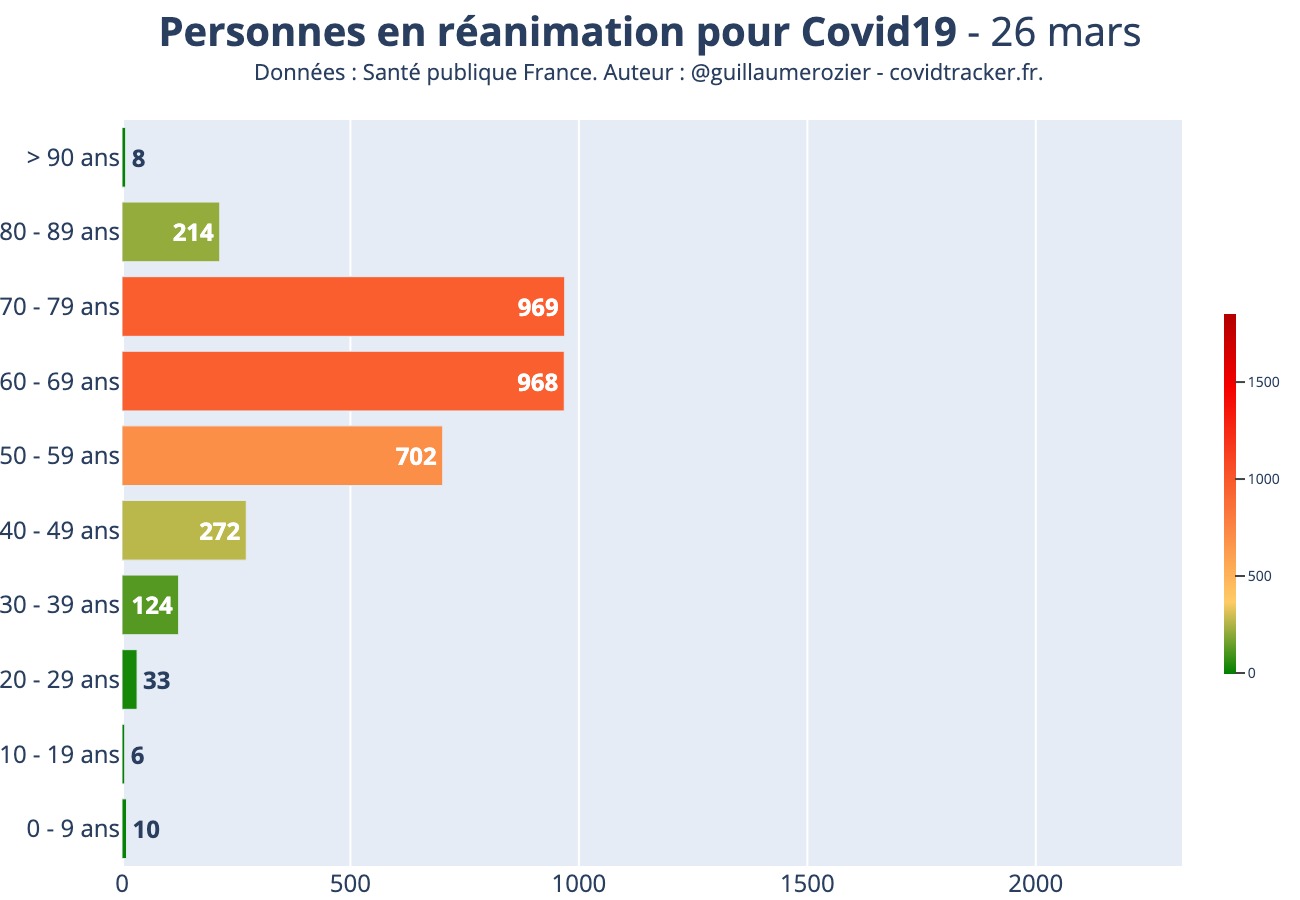 Personnes en réanimation pour Covid19 - 26 mars
Données : Santé publique France. Auteur : @guillaumerozier - covidtracker.fr.
> 90 ans 8
80 - 89 ans 214
70 - 79 ans 969
60 - 69 ans 968
50 - 59 ans 702
40 - 49 ans 272
30 - 39 ans 124
20 - 29 ans 33
10 - 19 ans 6
0 - 9 ans 10
0 500 1000 1500 2000
1500
1000
500
0